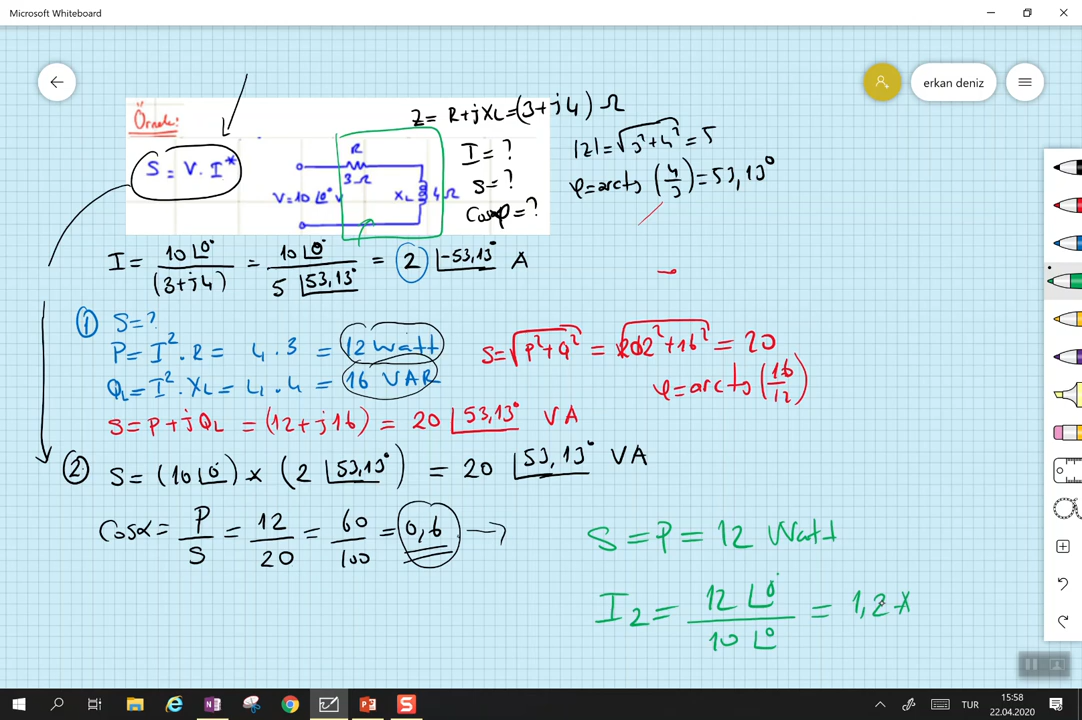 Microsoft Whiteboard
erkan deniz
Örnek:
Z = R+jXL=(3+j4) Ω
S = V.I*
R
3Ω
V=10∠0° V
XL
4Ω
I = ?
S = ?
Cosφ = ?
|Z| = √3²+4² = 5
φ=arctg (4/3) = 53,13°
I = 10∠0° / (3+j4) = 10∠0° / 5∠53,13° = 2 ∠-53,13° A
① S=?
P = I².R = 4.3 = 12 Watt
QL = I².XL = 4.4 = 16 VAR
S = P+jQL = (12+j16) = 20 ∠53,13° VA
S=√P²+Q² = √12²+16² = 20
φ=arctg (16/12)
② S = (10∠0°) x (2 ∠53,13°) = 20 ∠53,13° VA
Cosα = P/S = 12/20 = 60/100 = 0,6 →
S = P = 12 Watt
I2 = 12∠0° / 10∠0° = 1,2
TUR
15:58
22.04.2020